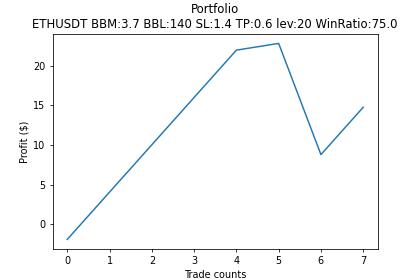 Portfolio
ETHUSDT BBM:3.7 BBL:140 SL:1.4 TP:0.6 lev:20 WinRatio:75.0
20
15
10
5
0
Profit ($)
0 1 2 3 4 5 6 7
Trade counts